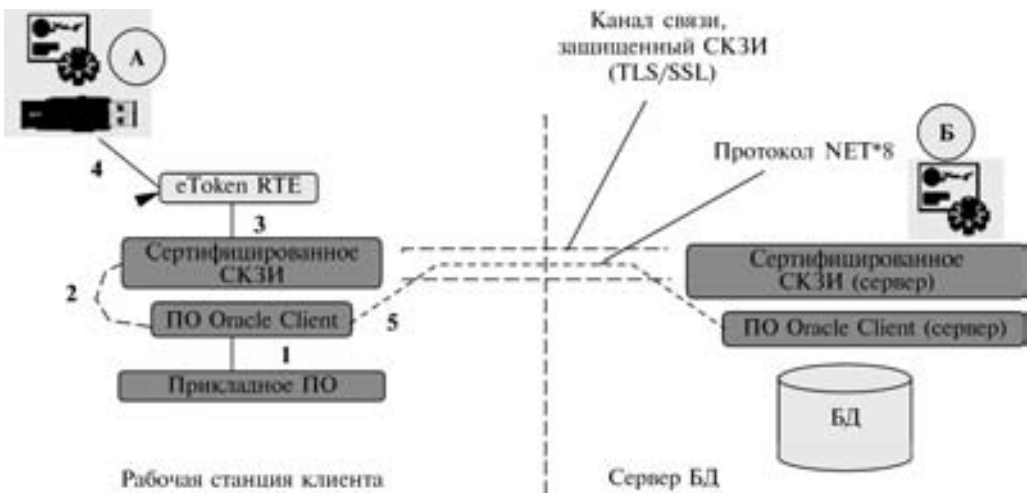 Канал связи,
защищенный СКЗИ
(TLS/SSL)
А
Б
Протокол NET*8
4
eToken RTE
3
Сертифицированное
СКЗИ
Сертифицированное
СКЗИ (сервер)
2
ПО Oracle Client
5
ПО Oracle Client (сервер)
1
Прикладное ПО
БД
Рабочая станция клиента
Сервер БД